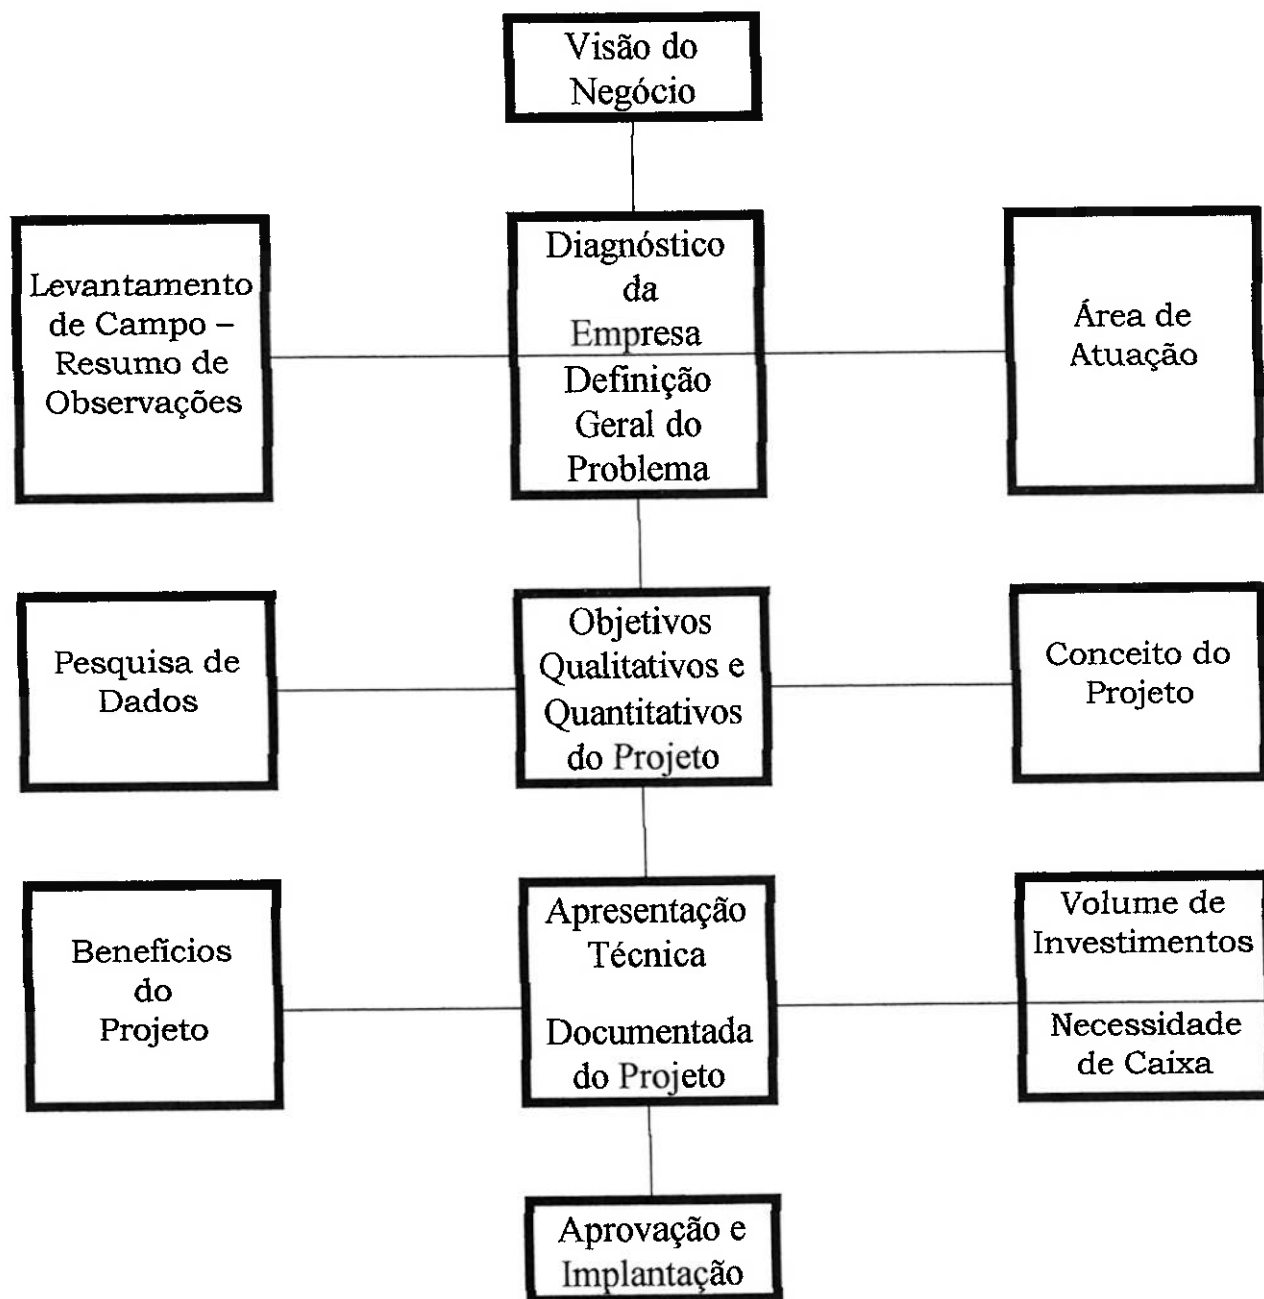 Visão do
Negócio
Levantamento
de Campo –
Resumo de
Observações
Diagnóstico
da
Empresa
Definição
Geral do
Problema
Área de
Atuação
Pesquisa de
Dados
Objetivos
Qualitativos e
Quantitativos
do Projeto
Conceito do
Projeto
Benefícios
do
Projeto
Apresentação
Técnica
Documentada
do Projeto
Volume de
Investimentos
Necessidade
de Caixa
Aprovação e
Implantação